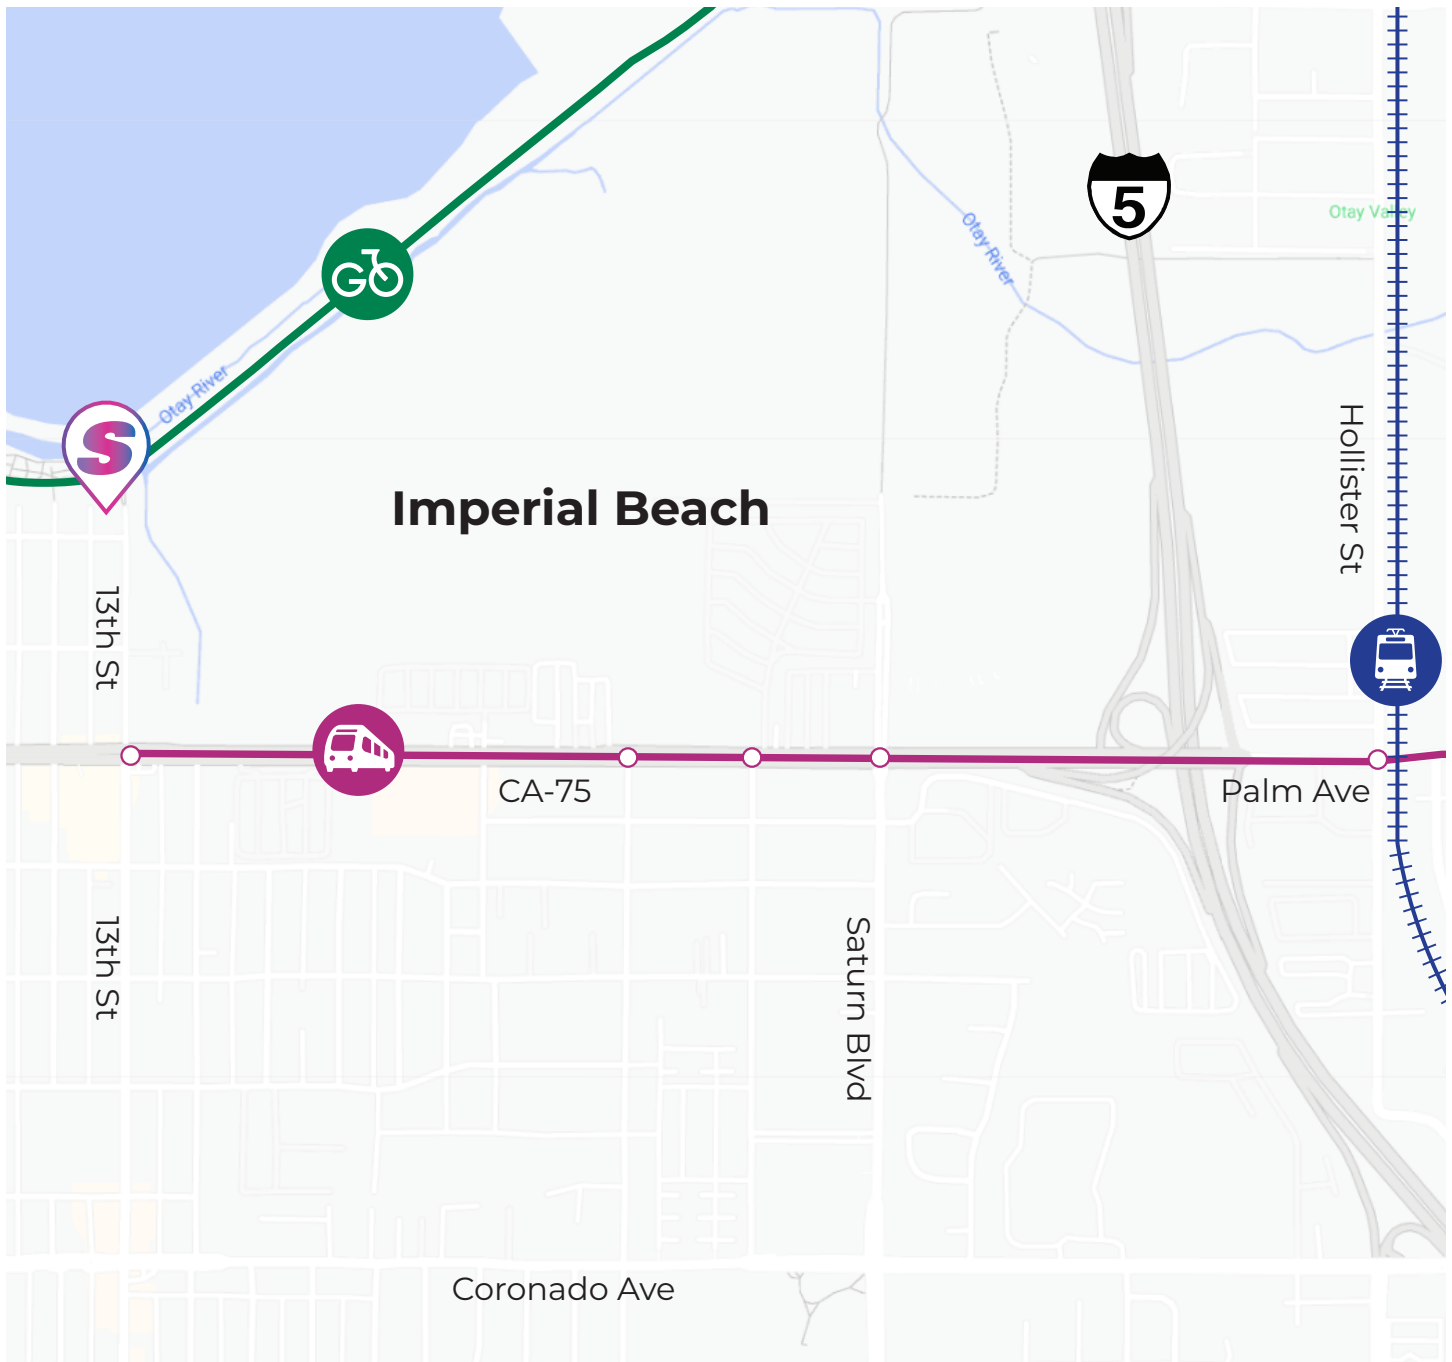 5
Otay Valley
Otay River
GO
Otay River
S
Hollister St
Imperial Beach
13th St
CA-75
Palm Ave
13th St
Saturn Blvd
Coronado Ave